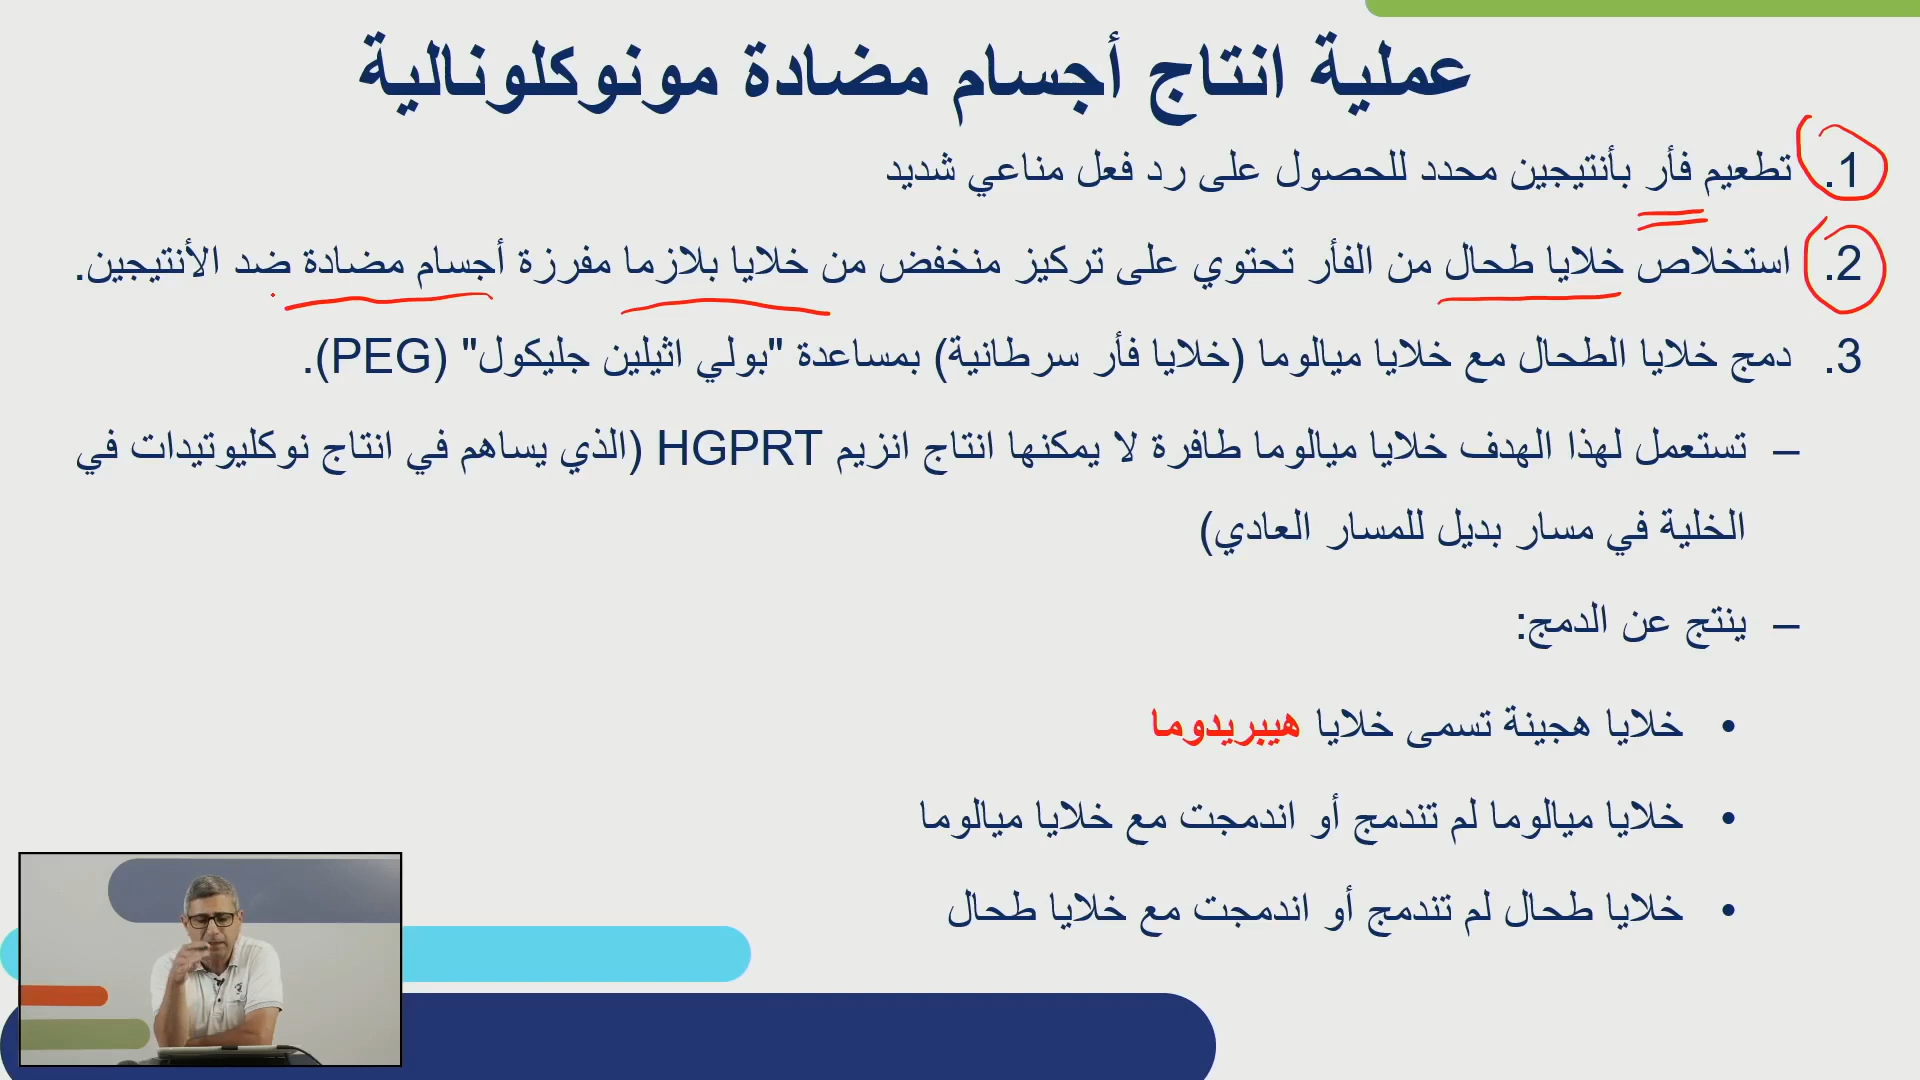 عملية انتاج أجسام مضادة مونوكلونالية
1. تطعيم فأر بأنتيجين محدد للحصول على رد فعل مناعي شديد
2. استخلاص خلايا طحال من الفأر تحتوي على تركيز منخفض من خلايا بلازما مفرزة أجسام مضادة ضد الأنتيجين.
3. دمج خلايا الطحال مع خلايا ميالوما (خلايا فأر سرطانية) بمساعدة "بولي اثيلين جليكول" (PEG).
– تستعمل لهذا الهدف خلايا ميالوما طافرة لا يمكنها انتاج انزيم HGPRT (الذي يساهم في انتاج نوكليوتيدات في
الخلية في مسار بديل للمسار العادي)
– ينتج عن الدمج:
• خلايا هجينة تسمى خلايا هيبريدوما
• خلايا ميالوما لم تندمج أو اندمجت مع خلايا ميالوما
• خلايا طحال لم تندمج أو اندمجت مع خلايا طحال